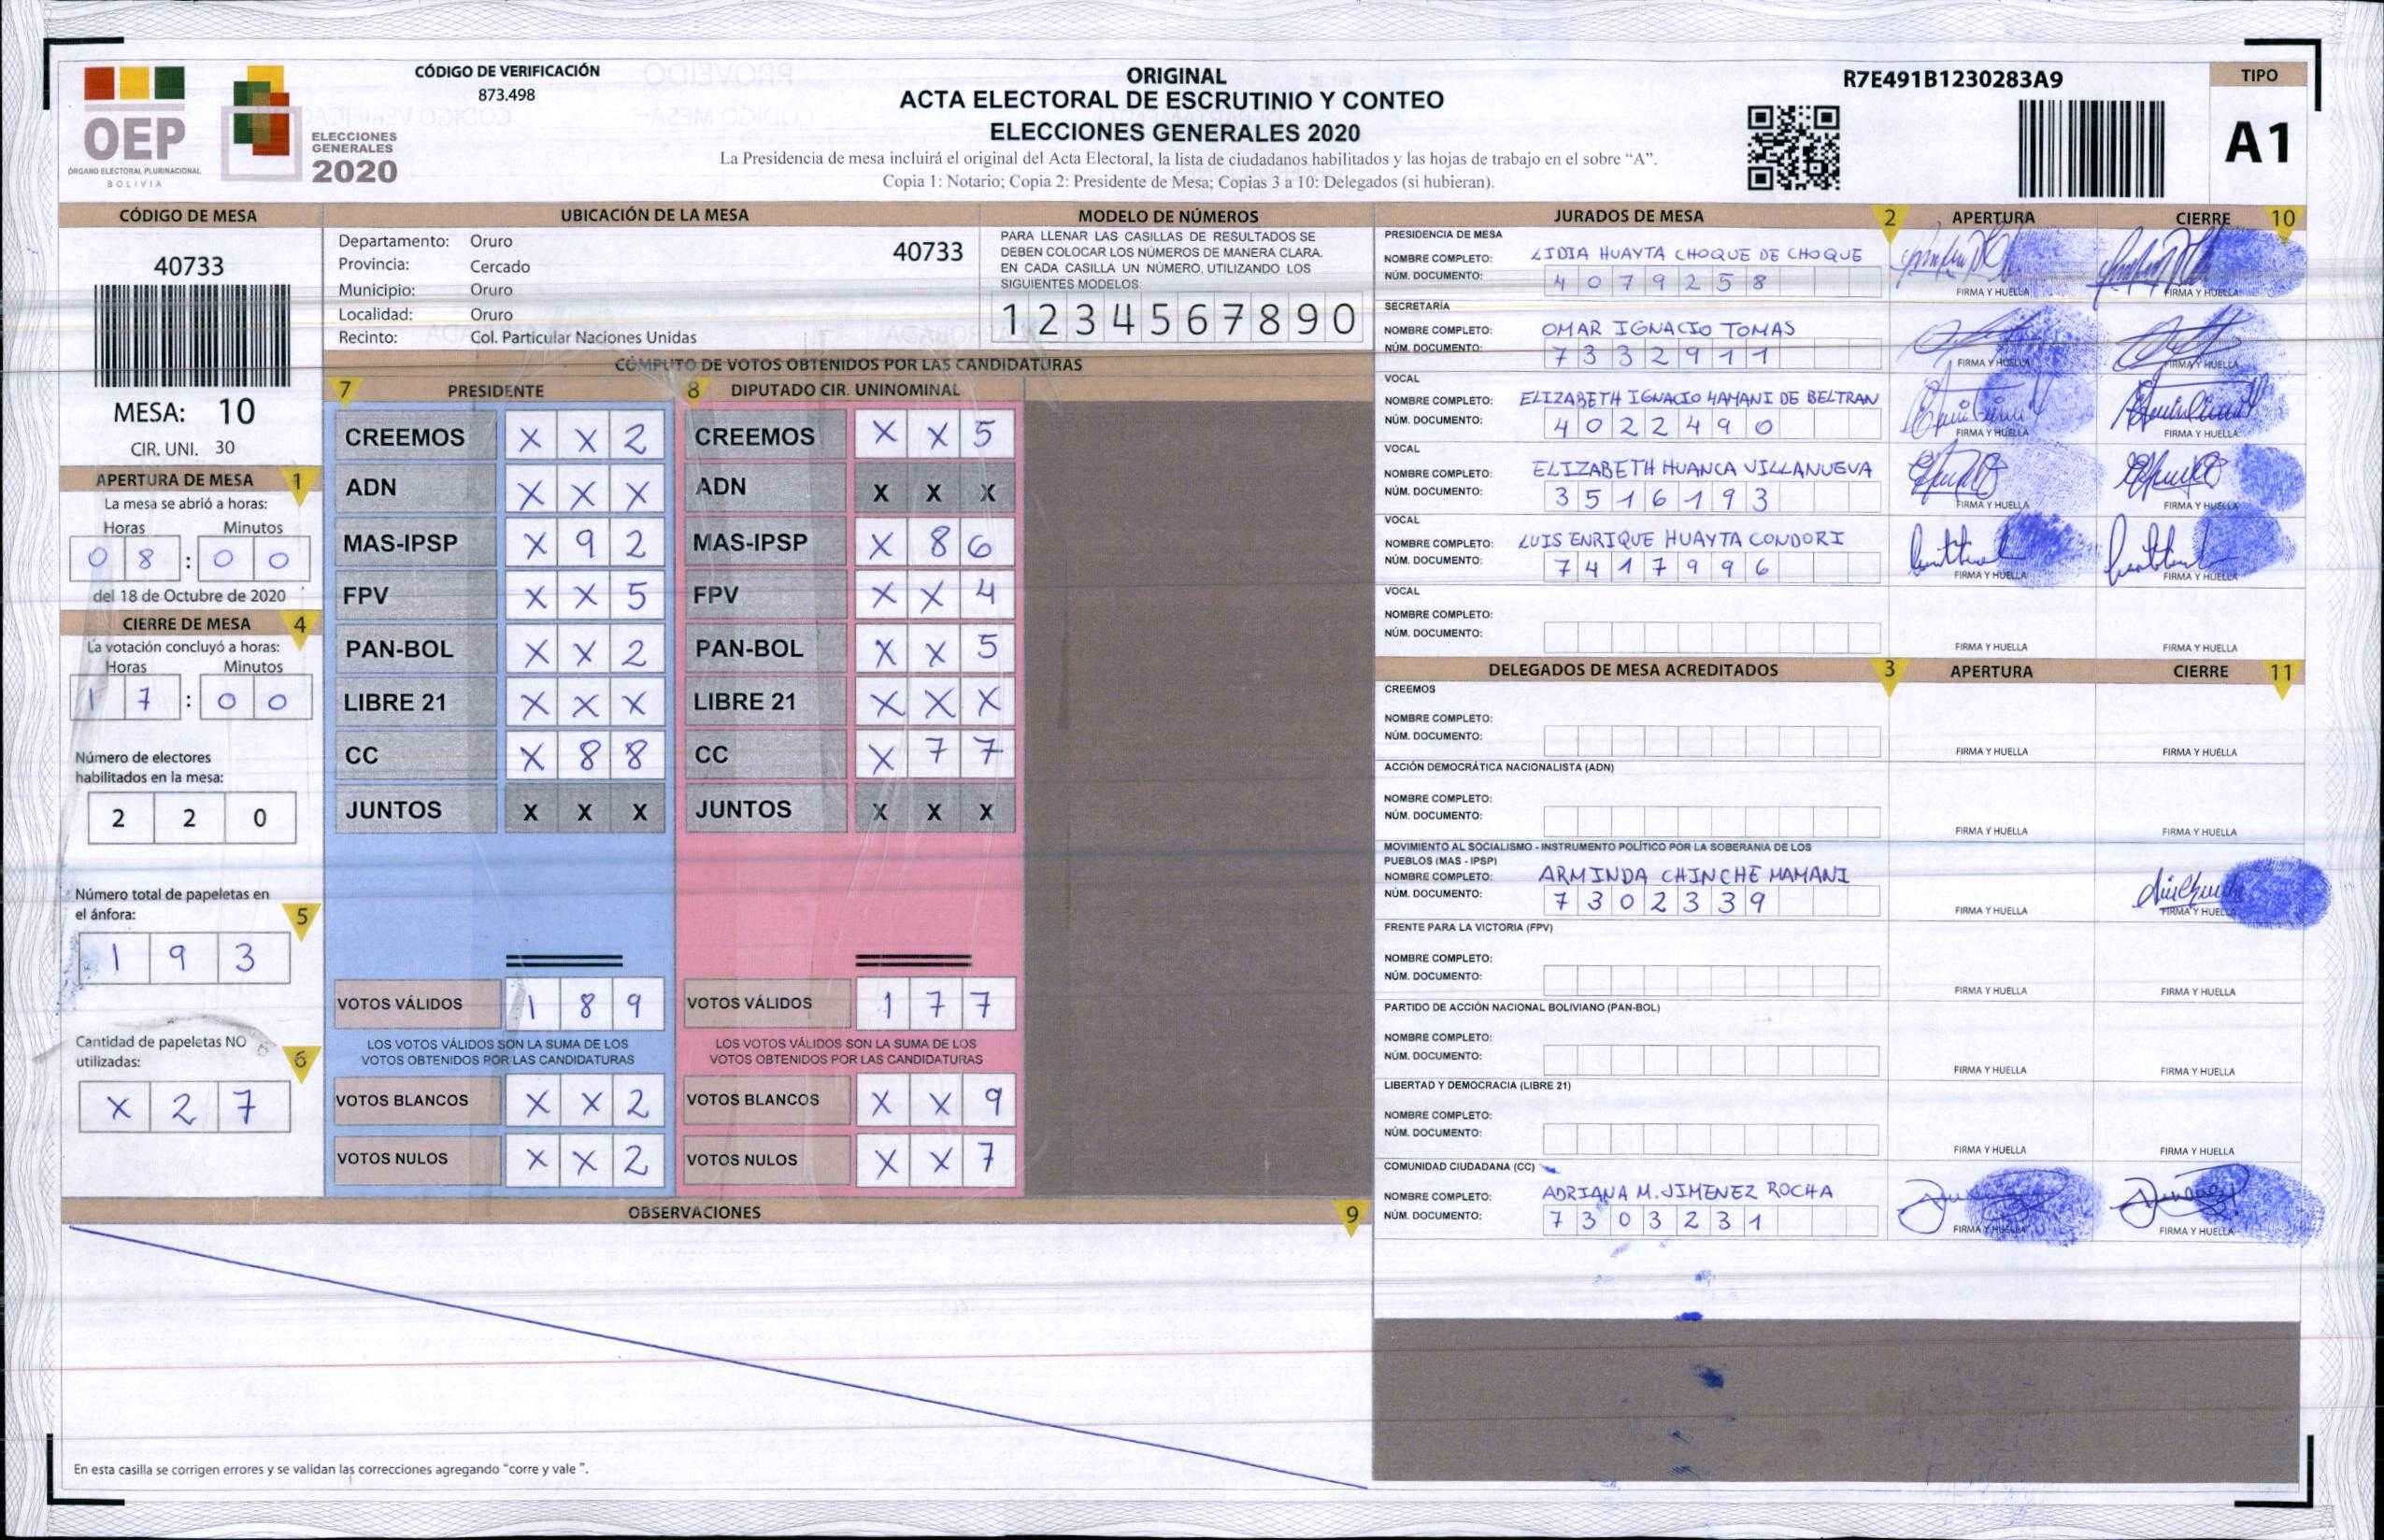 CÓDIGO DE VERIFICACIÓN
873.498
OEP
ÓRGANO ELECTORAL PLURINACIONAL
BOLIVIA
ELECCIONES
GENERALES
2020
ORIGINAL
ACTA ELECTORAL DE ESCRUTINIO Y CONTEO
ELECCIONES GENERALES 2020
La Presidencia de mesa incluirá el original del Acta Electoral, la lista de ciudadanos habilitados y las hojas de trabajo en el sobre “A”.
Copia 1: Notario; Copia 2: Presidente de Mesa; Copias 3 a 10: Delegados (si hubieran).
R7E491B1230283A9
TIPO
A1
CÓDIGO DE MESA
40733
MESA: 10
CIR. UNI. 30
APERTURA DE MESA 1
La mesa se abrió a horas:
Horas Minutos
0 8 : 0 0
del 18 de Octubre de 2020
CIERRE DE MESA 4
La votación concluyó a horas:
Horas Minutos
1 7 : 0 0
Número de electores
habilitados en la mesa:
2 2 0
Número total de papeletas en
el ánfora: 5
1 9 3
Cantidad de papeletas NO
utilizadas: 6
X 2 7
UBICACIÓN DE LA MESA
Departamento: Oruro 40733
Provincia: Cercado
Municipio: Oruro
Localidad: Oruro
Recinto: Col. Particular Naciones Unidas
MODELO DE NÚMEROS
PARA LLENAR LAS CASILLAS DE RESULTADOS SE
DEBEN COLOCAR LOS NÚMEROS DE MANERA CLARA.
EN CADA CASILLA UN NÚMERO, UTILIZANDO LOS
SIGUIENTES MODELOS.
1 2 3 4 5 6 7 8 9 0
CÓMPUTO DE VOTOS OBTENIDOS POR LAS CANDIDATURAS
7 PRESIDENTE 8 DIPUTADO CIR. UNINOMINAL
CREEMOS X X 2 CREEMOS X X 5
ADN X X X ADN X X X
MAS-IPSP X 9 2 MAS-IPSP X 8 6
FPV X X 5 FPV X X 4
PAN-BOL X X 2 PAN-BOL X X 5
LIBRE 21 X X X LIBRE 21 X X X
CC X 8 8 CC X 7 7
JUNTOS X X X JUNTOS X X X
VOTOS VÁLIDOS 1 8 9 VOTOS VÁLIDOS 1 7 7
LOS VOTOS VÁLIDOS SON LA SUMA DE LOS LOS VOTOS VÁLIDOS SON LA SUMA DE LOS
VOTOS OBTENIDOS POR LAS CANDIDATURAS VOTOS OBTENIDOS POR LAS CANDIDATURAS
VOTOS BLANCOS X X 2 VOTOS BLANCOS X X 9
VOTOS NULOS X X 2 VOTOS NULOS X X 7
OBSERVACIONES 9
En esta casilla se corrigen errores y se validan las correcciones agregando “corre y vale ”.
JURADOS DE MESA 2 APERTURA CIERRE 10
PRESIDENCIA DE MESA
NOMBRE COMPLETO: LIDIA HUAYTA CHOQUE DE CHOQUE
NÚM. DOCUMENTO: 4 0 7 9 2 5 8
FIRMA Y HUELLA FIRMA Y HUELLA
SECRETARÍA
NOMBRE COMPLETO: OMAR IGNACIO TOMAS
NÚM. DOCUMENTO: 7 3 3 2 9 1 1
FIRMA Y HUELLA FIRMA Y HUELLA
VOCAL
NOMBRE COMPLETO: ELIZABETH IGNACIO MAMANI DE BELTRAN
NÚM. DOCUMENTO: 4 0 2 2 4 9 0
FIRMA Y HUELLA FIRMA Y HUELLA
VOCAL
NOMBRE COMPLETO: ELIZABETH HUANCA VILLANUEVA
NÚM. DOCUMENTO: 3 5 1 6 1 9 3
FIRMA Y HUELLA FIRMA Y HUELLA
VOCAL
NOMBRE COMPLETO: LUIS ENRIQUE HUAYTA CONDORI
NÚM. DOCUMENTO: 7 4 1 7 9 9 6
FIRMA Y HUELLA FIRMA Y HUELLA
VOCAL
NOMBRE COMPLETO:
NÚM. DOCUMENTO:
FIRMA Y HUELLA FIRMA Y HUELLA
DELEGADOS DE MESA ACREDITADOS 3 APERTURA CIERRE 11
CREEMOS
NOMBRE COMPLETO:
NÚM. DOCUMENTO:
FIRMA Y HUELLA FIRMA Y HUELLA
ACCIÓN DEMOCRÁTICA NACIONALISTA (ADN)
NOMBRE COMPLETO:
NÚM. DOCUMENTO:
FIRMA Y HUELLA FIRMA Y HUELLA
MOVIMIENTO AL SOCIALISMO - INSTRUMENTO POLÍTICO POR LA SOBERANIA DE LOS
PUEBLOS (MAS - IPSP)
NOMBRE COMPLETO: ARMINDA CHINCHE MAMANI
NÚM. DOCUMENTO: 7 3 0 2 3 3 9
FIRMA Y HUELLA FIRMA Y HUELLA
FRENTE PARA LA VICTORIA (FPV)
NOMBRE COMPLETO:
NÚM. DOCUMENTO:
FIRMA Y HUELLA FIRMA Y HUELLA
PARTIDO DE ACCIÓN NACIONAL BOLIVIANO (PAN-BOL)
NOMBRE COMPLETO:
NÚM. DOCUMENTO:
FIRMA Y HUELLA FIRMA Y HUELLA
LIBERTAD Y DEMOCRACIA (LIBRE 21)
NOMBRE COMPLETO:
NÚM. DOCUMENTO:
FIRMA Y HUELLA FIRMA Y HUELLA
COMUNIDAD CIUDADANA (CC)
NOMBRE COMPLETO: ADRIANA M. JIMENEZ ROCHA
NÚM. DOCUMENTO: 7 3 0 3 2 3 1
FIRMA Y HUELLA FIRMA Y HUELLA